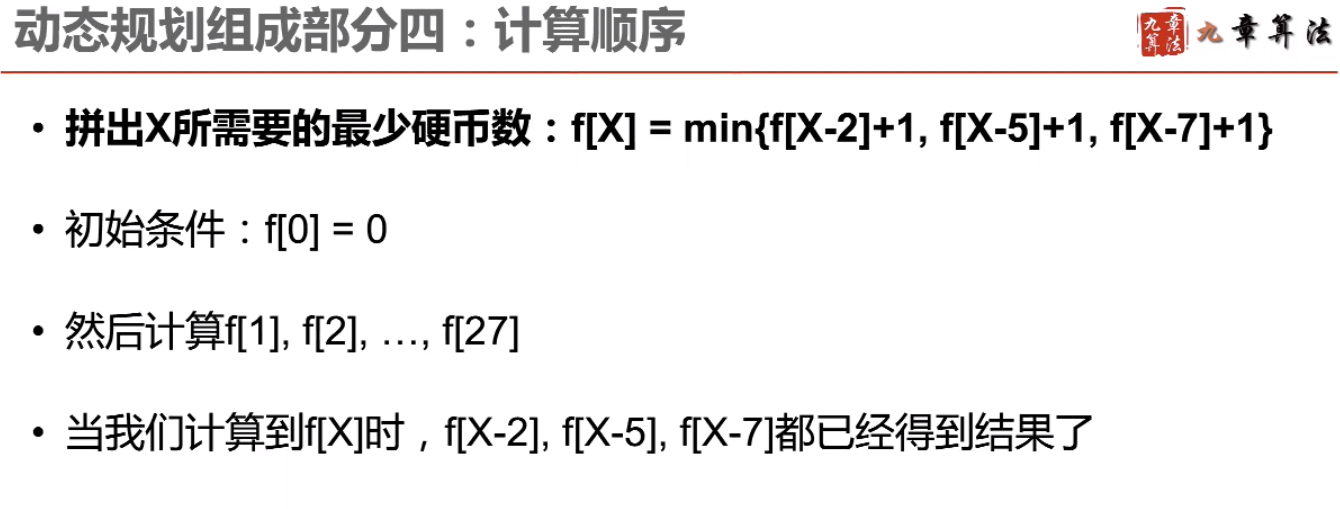 动态规划组成部分四：计算顺序
九章算法
九章算法
• 拼出X所需要的最少硬币数：f[X] = min{f[X-2]+1, f[X-5]+1, f[X-7]+1}
• 初始条件：f[0] = 0
• 然后计算f[1], f[2], …, f[27]
• 当我们计算到f[X]时，f[X-2], f[X-5], f[X-7]都已经得到结果了